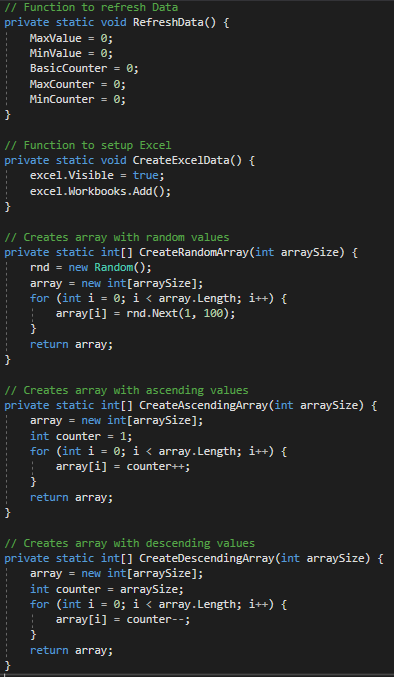 // Function to refresh Data
private static void RefreshData() {
    MaxValue = 0;
    MinValue = 0;
    BasicCounter = 0;
    MaxCounter = 0;
    MinCounter = 0;
}

// Function to setup Excel
private static void CreateExcelData() {
    excel.Visible = true;
    excel.Workbooks.Add();
}

// Creates array with random values
private static int[] CreateRandomArray(int arraySize) {
    rnd = new Random();
    array = new int[arraySize];
    for (int i = 0; i < array.Length; i++) {
        array[i] = rnd.Next(1, 100);
    }
    return array;
}

// Creates array with ascending values
private static int[] CreateAscendingArray(int arraySize) {
    array = new int[arraySize];
    int counter = 1;
    for (int i = 0; i < array.Length; i++) {
        array[i] = counter++;
    }
    return array;
}

// Creates array with descending values
private static int[] CreateDescendingArray(int arraySize) {
    array = new int[arraySize];
    int counter = arraySize;
    for (int i = 0; i < array.Length; i++) {
        array[i] = counter--;
    }
    return array;
}